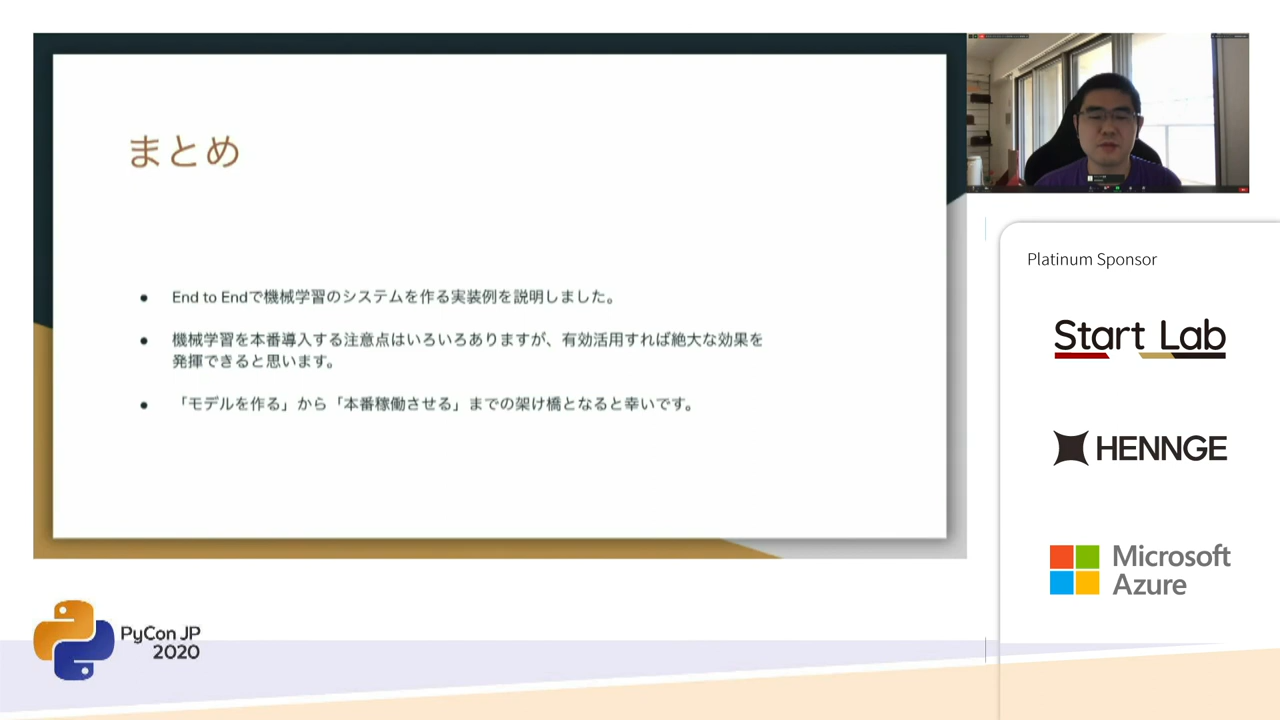 まとめ
● End to Endで機械学習のシステムを作る実装例を説明しました。
● 機械学習を本番導入する注意点はいろいろありますが、有効活用すれば絶大な効果を
発揮できると思います。
● 「モデルを作る」から「本番稼働させる」までの架け橋となると幸いです。
Platinum Sponsor
Start Lab
HENNGE
Microsoft
Azure
PyCon JP
2020